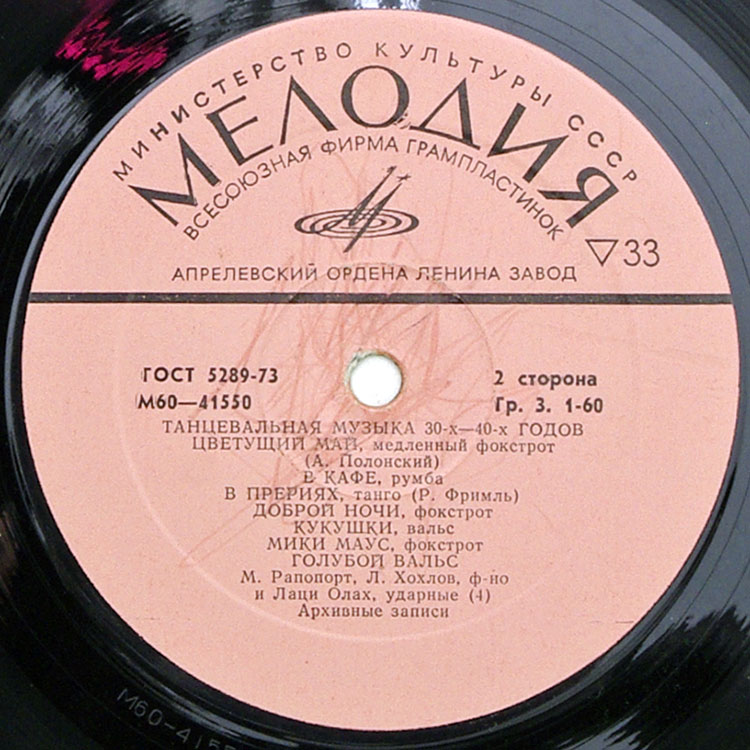 МИНИСТЕРСТВО КУЛЬТУРЫ СССР
МЕЛОДИЯ
ВСЕСОЮЗНАЯ ФИРМА ГРАМПЛАСТИНОК
▽33
АПРЕЛЕВСКИЙ ОРДЕНА ЛЕНИНА ЗАВОД
ГОСТ 5289-73 2 сторона
М60—41550 Гр. 3. 1-60
ТАНЦЕВАЛЬНАЯ МУЗЫКА 30-х—40-х ГОДОВ
ЦВЕТУЩИЙ МАЙ, медленный фокстрот
(А. Полонский)
В КАФЕ, румба
В ПРЕРИЯХ, танго (Р. Фримль)
ДОБРОЙ НОЧИ, фокстрот
КУКУШКИ, вальс
МИКИ МАУС, фокстрот
ГОЛУБОЙ ВАЛЬС
М. Рапопорт, Л. Хохлов, ф-но
и Лаци Олах, ударные (4)
Архивные записи